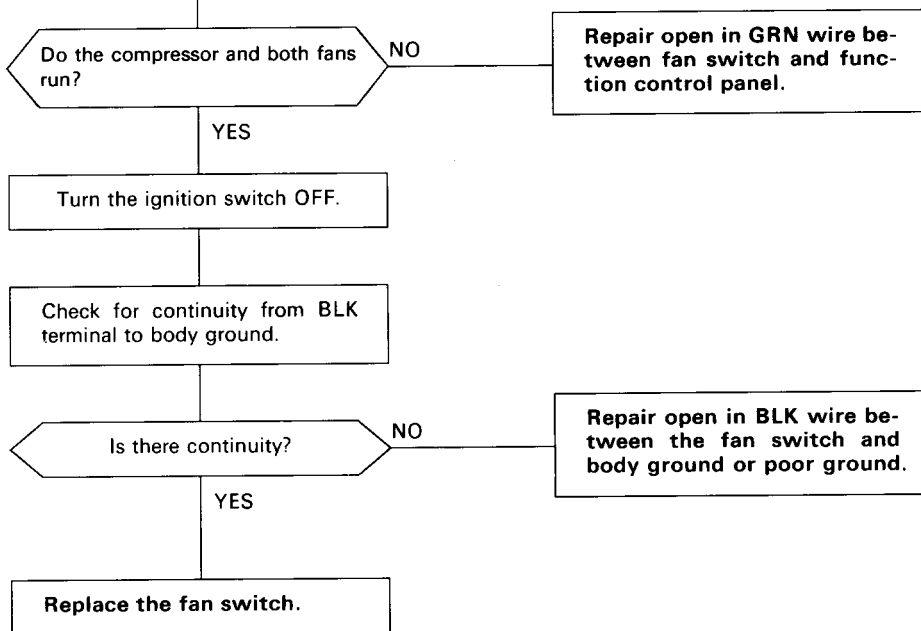 Do the compressor and both fans
run?
NO
Repair open in GRN wire be-
tween fan switch and func-
tion control panel.
YES
Turn the ignition switch OFF.
Check for continuity from BLK
terminal to body ground.
Is there continuity?
NO
Repair open in BLK wire be-
tween the fan switch and
body ground or poor ground.
YES
Replace the fan switch.